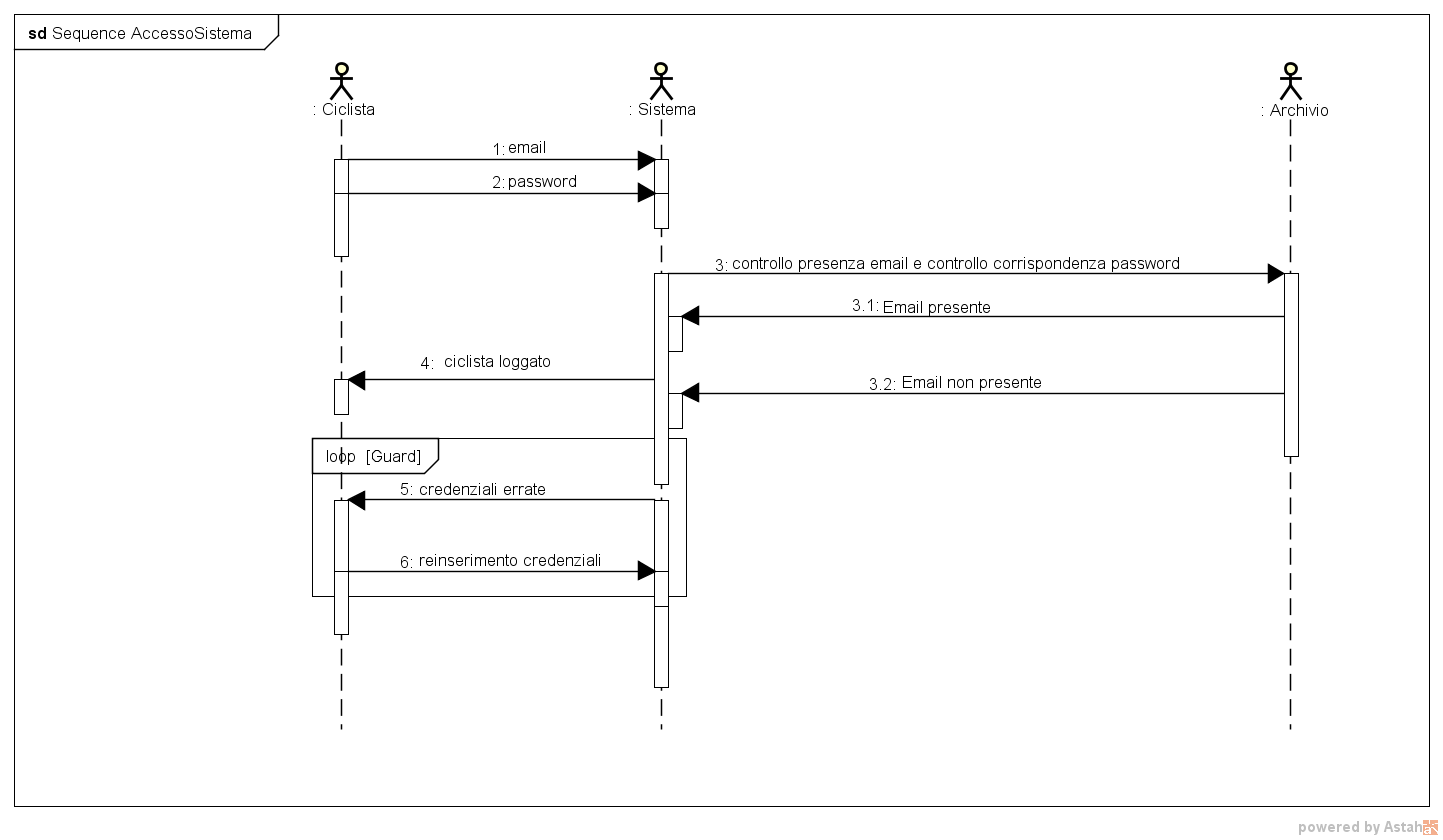 sd Sequence AccessoSistema
: Ciclista
: Sistema
: Archivio
1: email
2: password
3: controllo presenza email e controllo corrispondenza password
3.1: Email presente
4: ciclista loggato
3.2: Email non presente
loop [Guard]
5: credenziali errate
6: reinserimento credenziali
powered by Astah